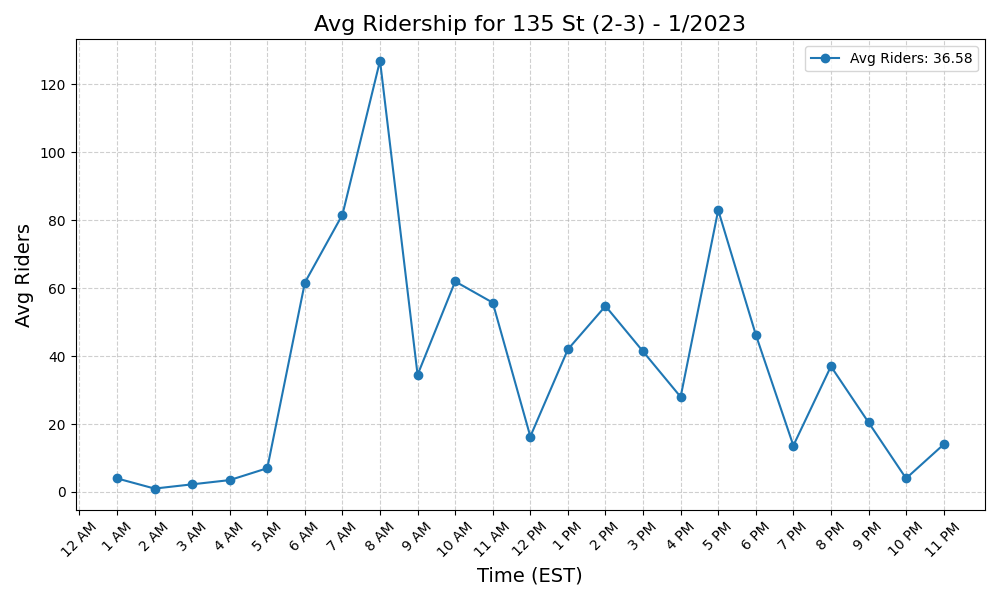 Avg Ridership for 135 St (2-3) - 1/2023
Avg Riders: 36.58
Avg Riders
120
100
80
60
40
20
0
12 AM
1 AM
2 AM
3 AM
4 AM
5 AM
6 AM
7 AM
8 AM
9 AM
10 AM
11 AM
12 PM
1 PM
2 PM
3 PM
4 PM
5 PM
6 PM
7 PM
8 PM
9 PM
10 PM
11 PM
Time (EST)